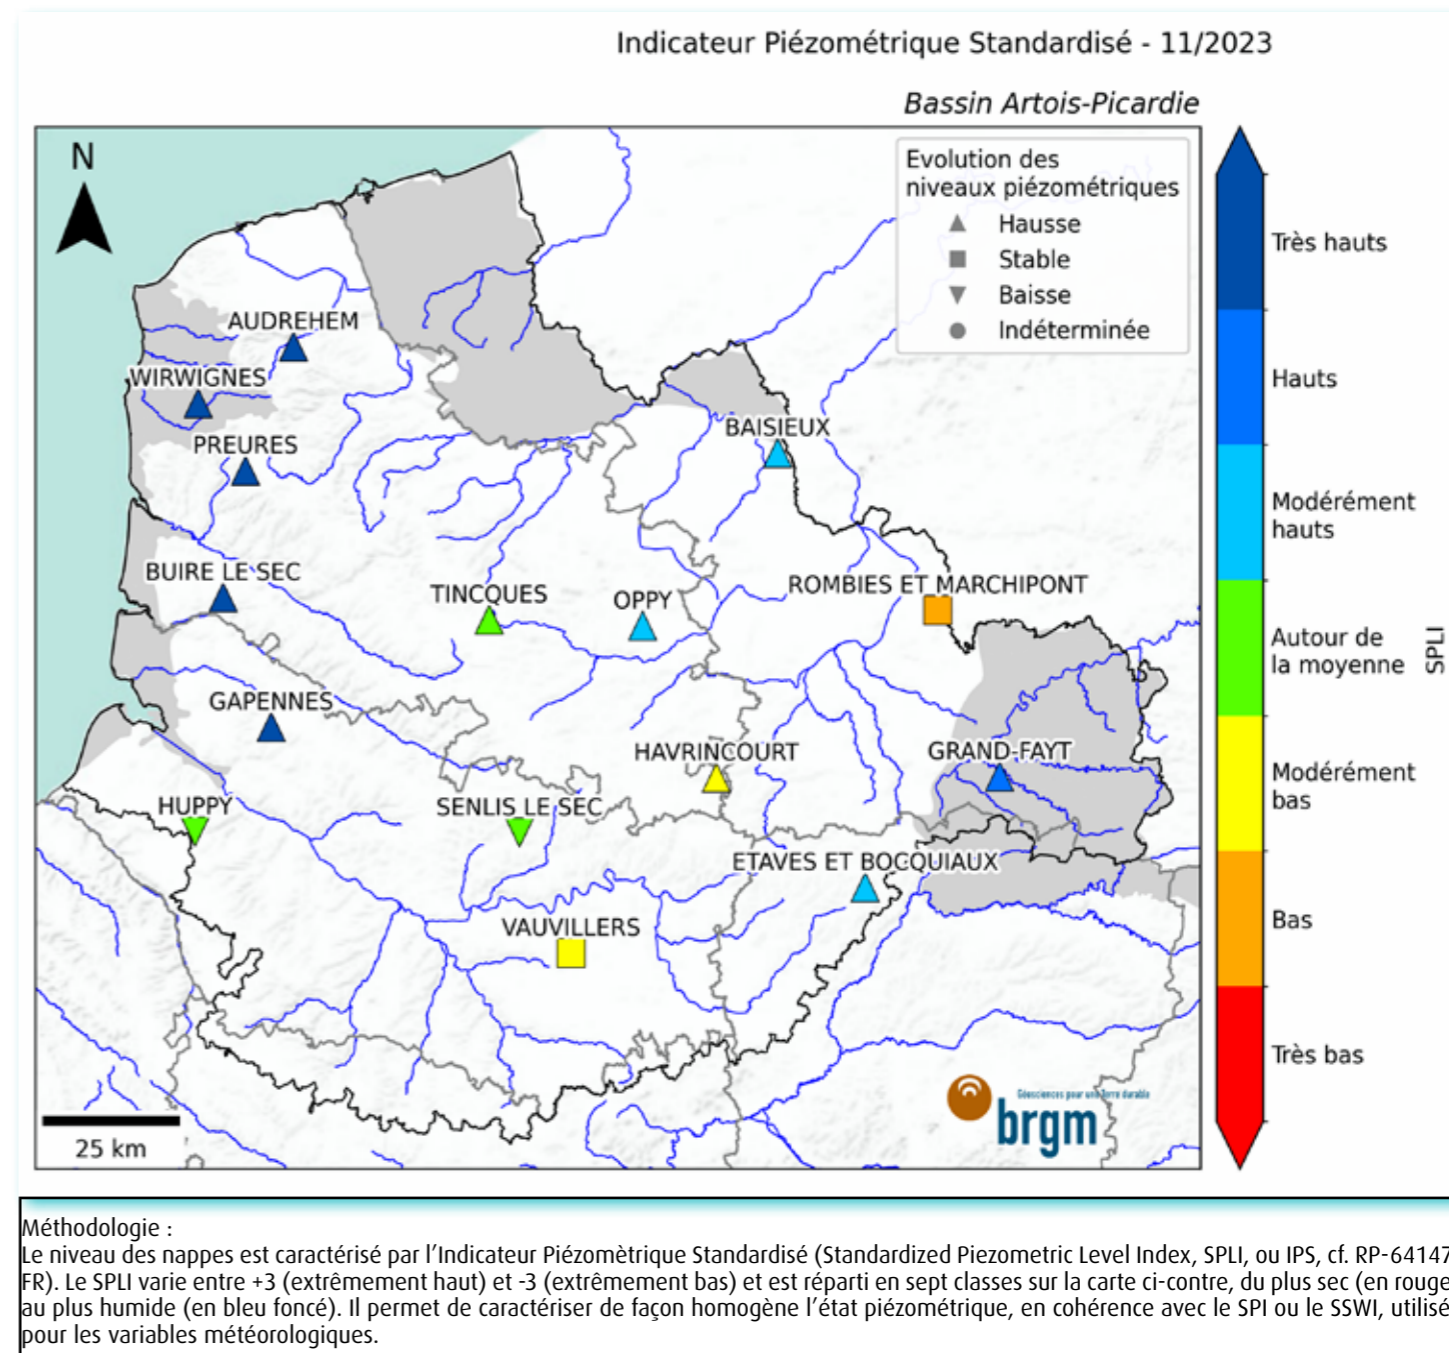 Indicateur Piézométrique Standardisé - 11/2023
Bassin Artois-Picardie
N
Evolution des
niveaux piézométriques
Hausse
Stable
Baisse
Indéterminée
Très hauts
Hauts
Modérément
hauts
Autour de
la moyenne
SPLI
Modérément
bas
Bas
Très bas
AUDREHEM
WIRWIGNES
PREURES
BAISIEUX
BUIRE LE SEC
TINCQUES
OPPY
ROMBIES ET MARCHIPONT
GAPENNES
HAVRINCOURT
GRAND-FAYT
HUPPY
SENLIS LE SEC
ETAVES ET BOCQUIAUX
VAUVILLERS
25 km
Géosciences pour une Terre durable
brgm
Méthodologie :
Le niveau des nappes est caractérisé par l'Indicateur Piézomètrique Standardisé (Standardized Piezometric Level Index, SPLI, ou IPS, cf. RP-64147
FR). Le SPLI varie entre +3 (extrêmement haut) et -3 (extrêmement bas) et est réparti en sept classes sur la carte ci-contre, du plus sec (en rouge
au plus humide (en bleu foncé). Il permet de caractériser de façon homogène l'état piézométrique, en cohérence avec le SPI ou le SSWI, utilisé
pour les variables météorologiques.